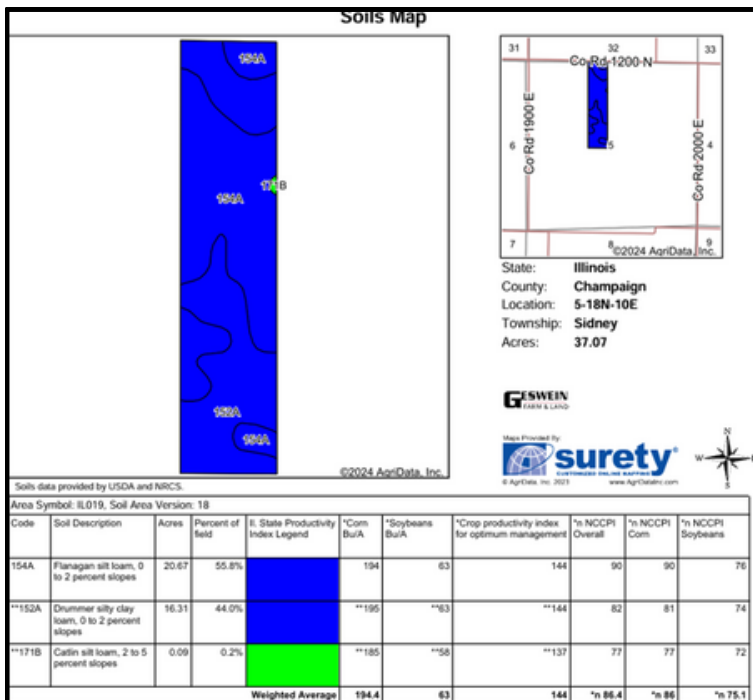 Soils Map
154A
171B
154A
152A
154A
©2024 AgriData, Inc.
Soils data provided by USDA and NRCS.
31 32 33
Co Rd 1200 N
Co Rd 1900 E
Co Rd 2000 E
6 5 4
7 8 9
©2024 AgriData, Inc.
State: Illinois
County: Champaign
Location: 5-18N-10E
Township: Sidney
Acres: 37.07
GESWEIN
FARM & LAND
Maps Provided By:
surety®
CUSTOMIZED ONLINE MAPPING
© AgriData, Inc. 2023 www.AgriDataInc.com
N
W
S
Area Symbol: IL019, Soil Area Version: 18
Code Soil Description Acres Percent of field Il. State Productivity Index Legend *Corn Bu/A *Soybeans Bu/A *Crop productivity index for optimum management *n NCCPI Overall *n NCCPI Corn *n NCCPI Soybeans
154A Flanagan silt loam, 0 to 2 percent slopes 20.67 55.8% 194 63 144 90 90 76
**152A Drummer silty clay loam, 0 to 2 percent slopes 16.31 44.0% **195 **63 **144 82 81 74
**171B Catlin silt loam, 2 to 5 percent slopes 0.09 0.2% **185 **58 **137 77 77 72
Weighted Average 194.4 63 144 *n 86.4 *n 86 *n 75.1